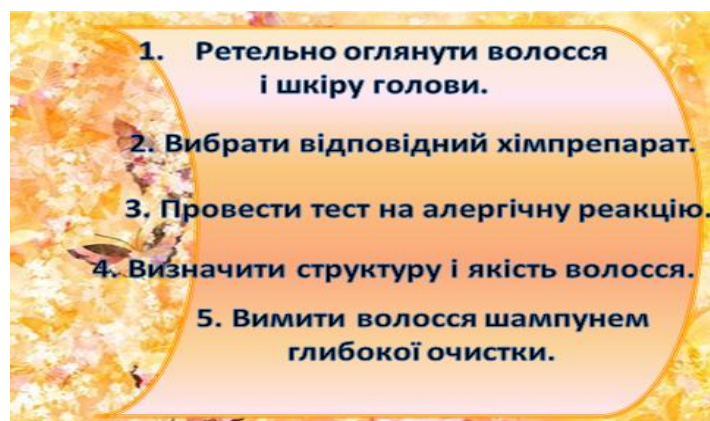 1. Ретельно оглянути волосся
і шкіру голови.
2. Вибрати відповідний хімпрепарат.
3. Провести тест на алергічну реакцію.
4. Визначити структуру і якість волосся.
5. Вимити волосся шампунем
глибокої очистки.